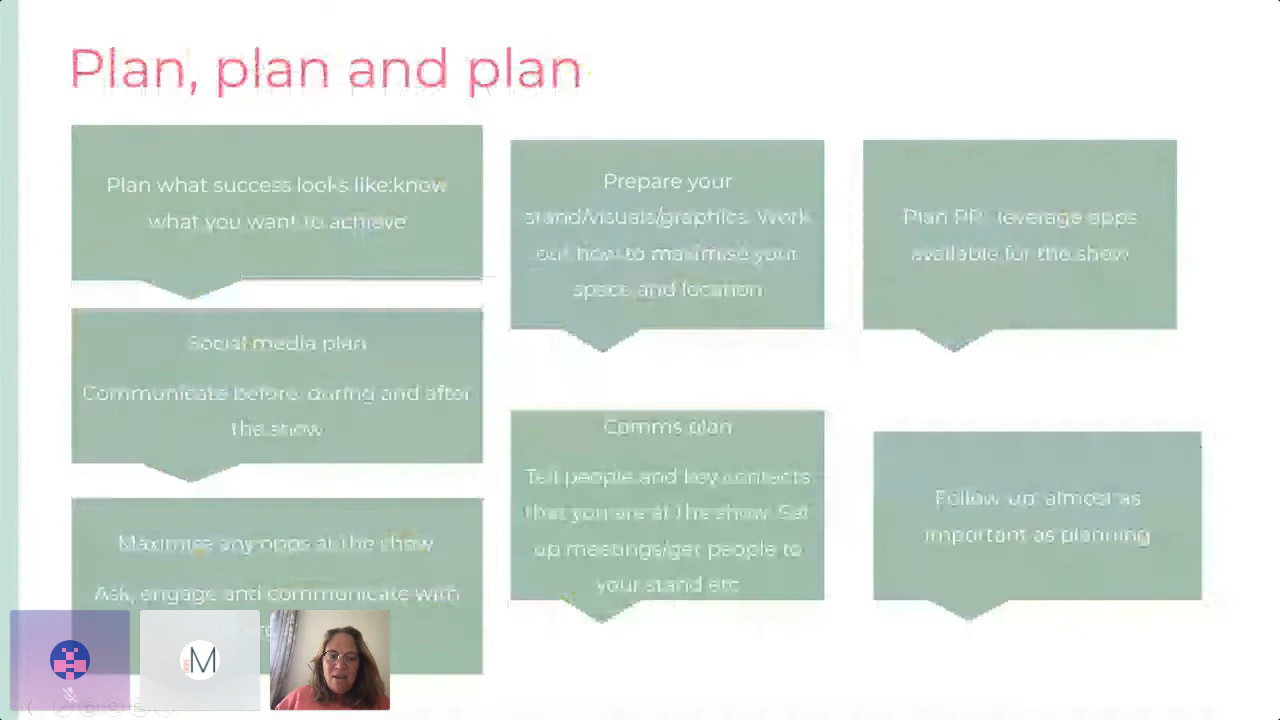 Plan, plan and plan
Plan what success looks like:know
what you want to achieve
Social media plan
Communicate before, during and after
the show
Maximise any opps at the show
Ask, engage and communicate with
Prepare your
stand/visuals/graphics. Work
out how to maximise your
space and location
Comms plan
Tell people and key contacts
that you are at the show. Set
up meetings/get people to
your stand etc
Plan PR: leverage opps
available for the show
Follow up: almost as
important as planning
M